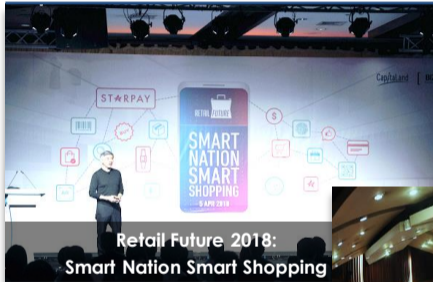 CapitaLand
STARPAY
RETAIL FUTURE
SMART
NATION
SMART
SHOPPING
5 APR 2018
$
Retail Future 2018:
Smart Nation Smart Shopping